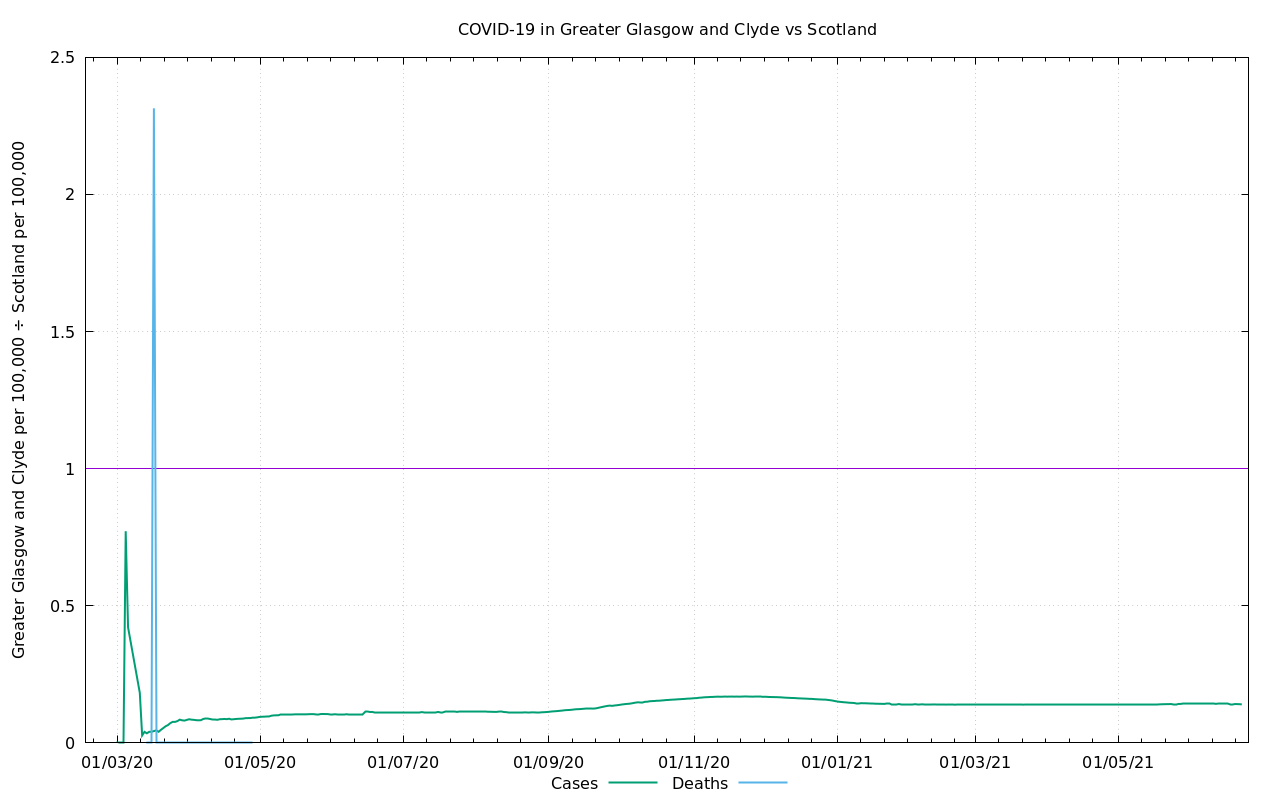 COVID-19 in Greater Glasgow and Clyde vs Scotland
Greater Glasgow and Clyde per 100,000 ÷ Scotland per 100,000
2.5
2
1.5
1
0.5
0
01/03/20 01/05/20 01/07/20 01/09/20 01/11/20 01/01/21 01/03/21 01/05/21
Cases Deaths